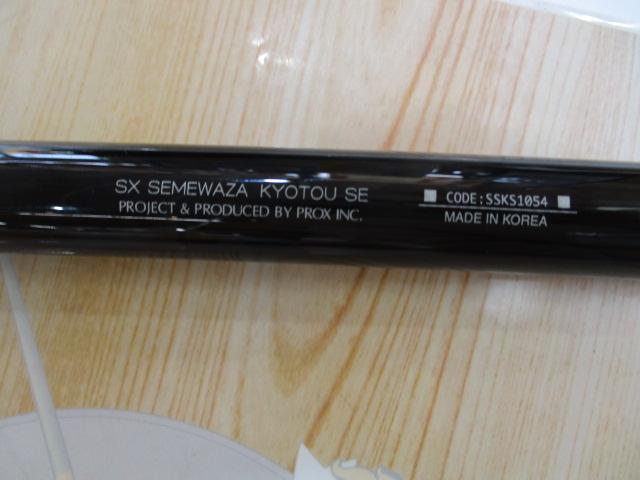 SX SEMEWAZA KYOTOU SE
PROJECT & PRODUCED BY PROX INC.
CODE:SSKS1054
MADE IN KOREA